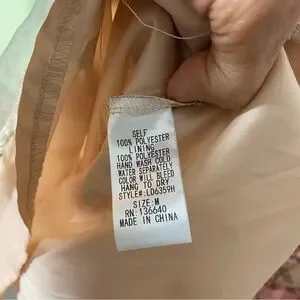 SELF
100% POLYESTER
LINING
100% POLYESTER
HAND WASH COLD
WATER SEPARATELY
COLOR WILL BLEED
HANG TO DRY
STYLE#:LD6359H
SIZE:M
RN:136640
MADE IN CHINA